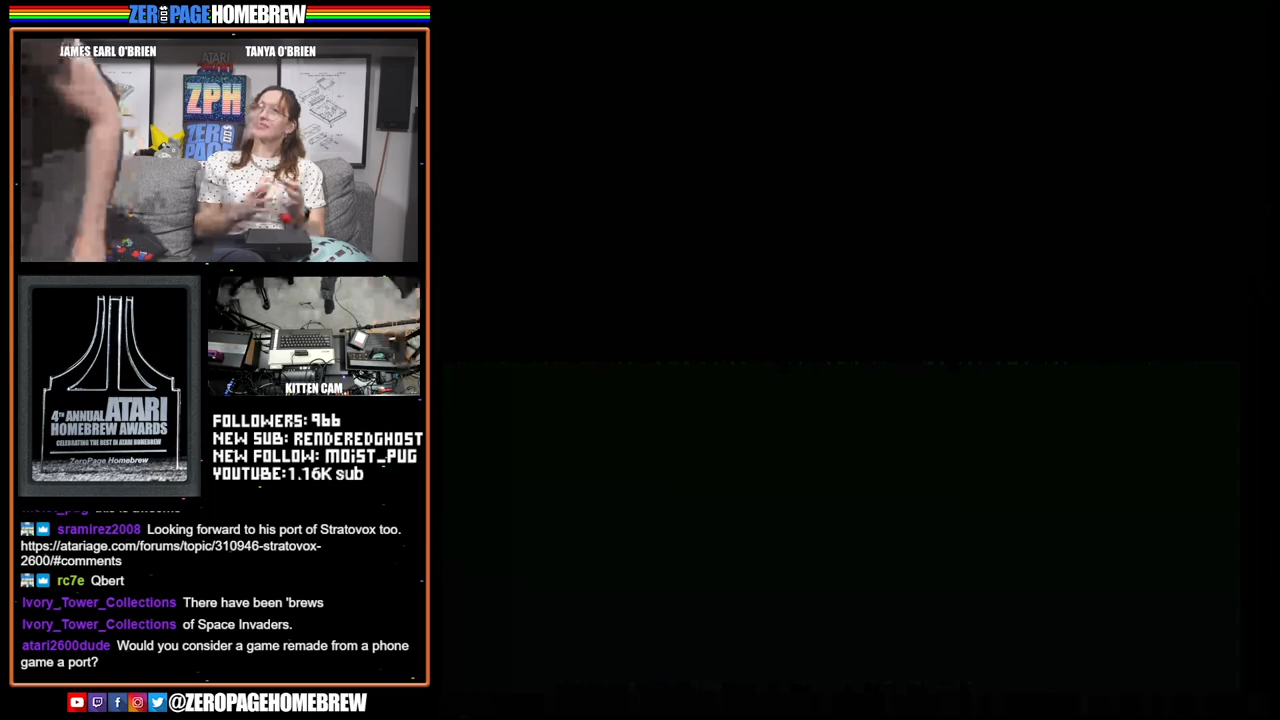 ZEROPAGE HOMEBREW
JAMES EARL O'BRIEN
TANYA O'BRIEN
ATARI
ZPH
ZERO
PAGE
4TH ANNUAL ATARI
HOMEBREW AWARDS
CELEBRATING THE BEST IN ATARI HOMEBREW
ZeroPage Homebrew
KITTEN CAM
FOLLOWERS: 966
NEW SUB: RENDEREDGHOST
NEW FOLLOW: MOIST_PUG
YOUTUBE:1.16K sub
sramirez2008 Looking forward to his port of Stratovox too.
https://atariage.com/forums/topic/310946-stratovox-
2600/#comments
rc7e Qbert
Ivory_Tower_Collections There have been 'brews
Ivory_Tower_Collections of Space Invaders.
atari2600dude Would you consider a game remade from a phone
game a port?
@ZEROPAGEHOMEBREW